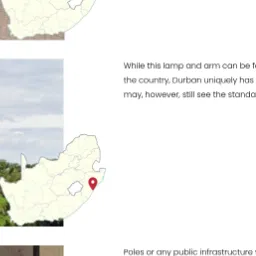 While this lamp and arm can be f
the country, Durban uniquely has
may, however, still see the standa
Poles or any public infrastructure